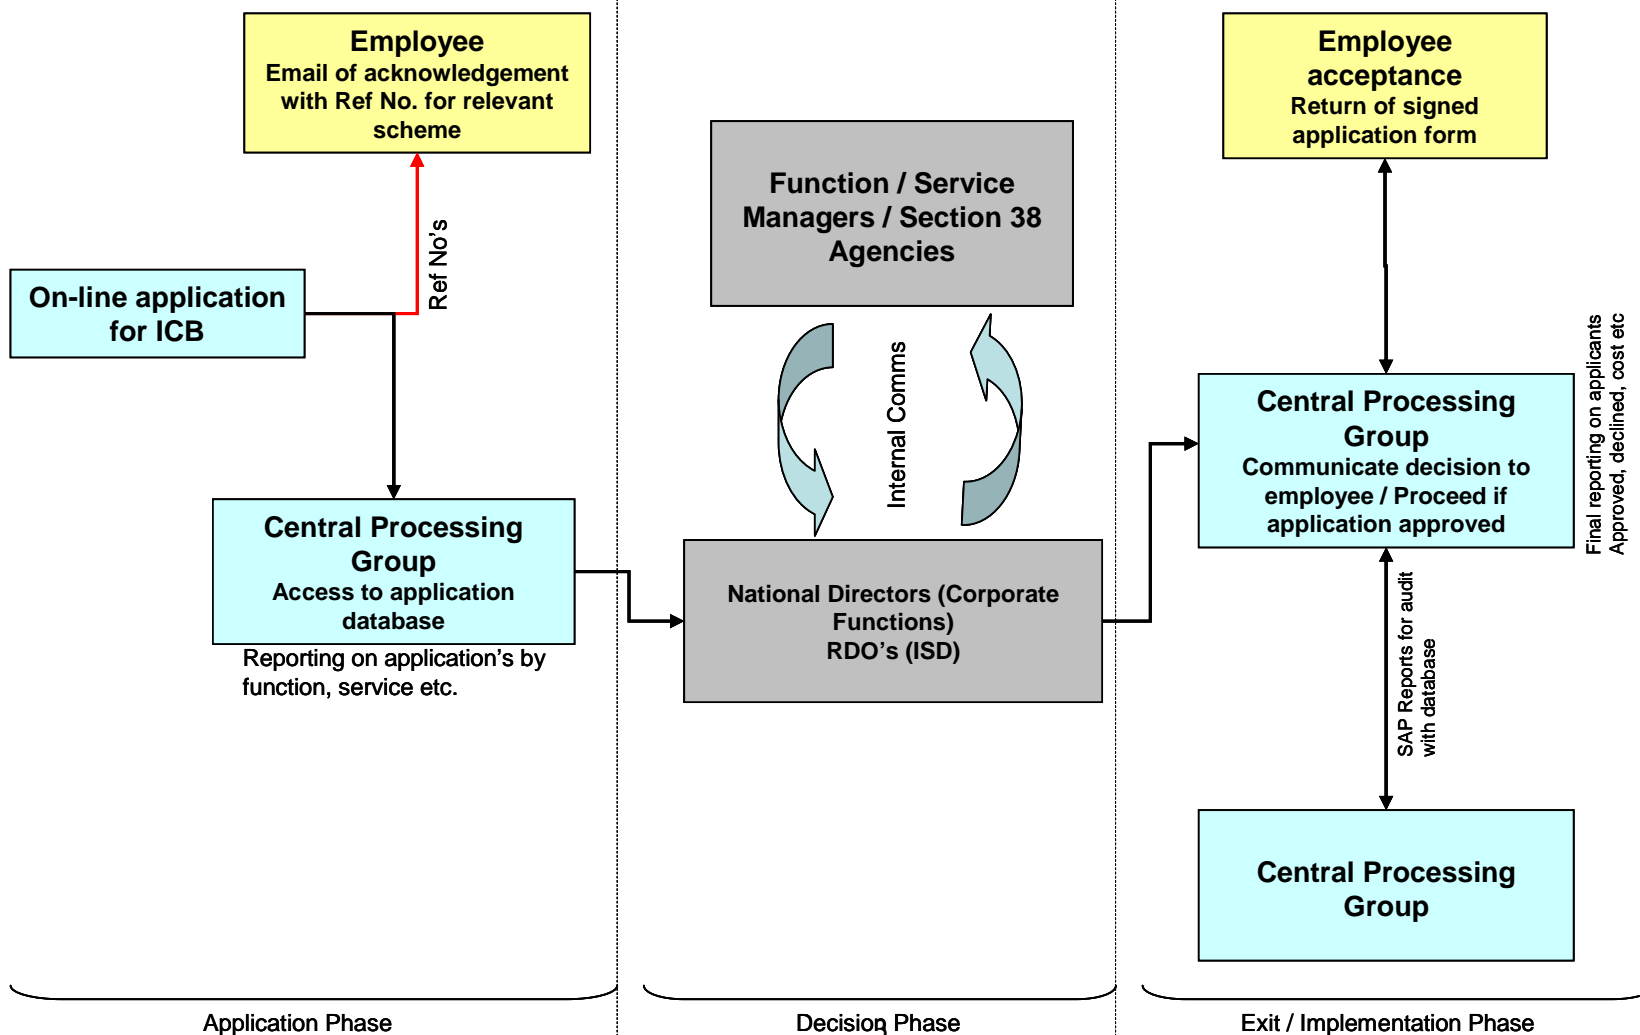 Employee
Email of acknowledgement
with Ref No. for relevant
scheme
Ref No's
On-line application
for ICB
Central Processing
Group
Access to application
database
Reporting on application's by
function, service etc.
Application Phase
Function / Service
Managers / Section 38
Agencies
Internal Comms
National Directors (Corporate
Functions)
RDO's (ISD)
Decision Phase
Employee
acceptance
Return of signed
application form
Central Processing
Group
Communicate decision to
employee / Proceed if
application approved
Final reporting on applicants
Approved, declined, cost etc
SAP Reports for audit
with database
Central Processing
Group
Exit / Implementation Phase